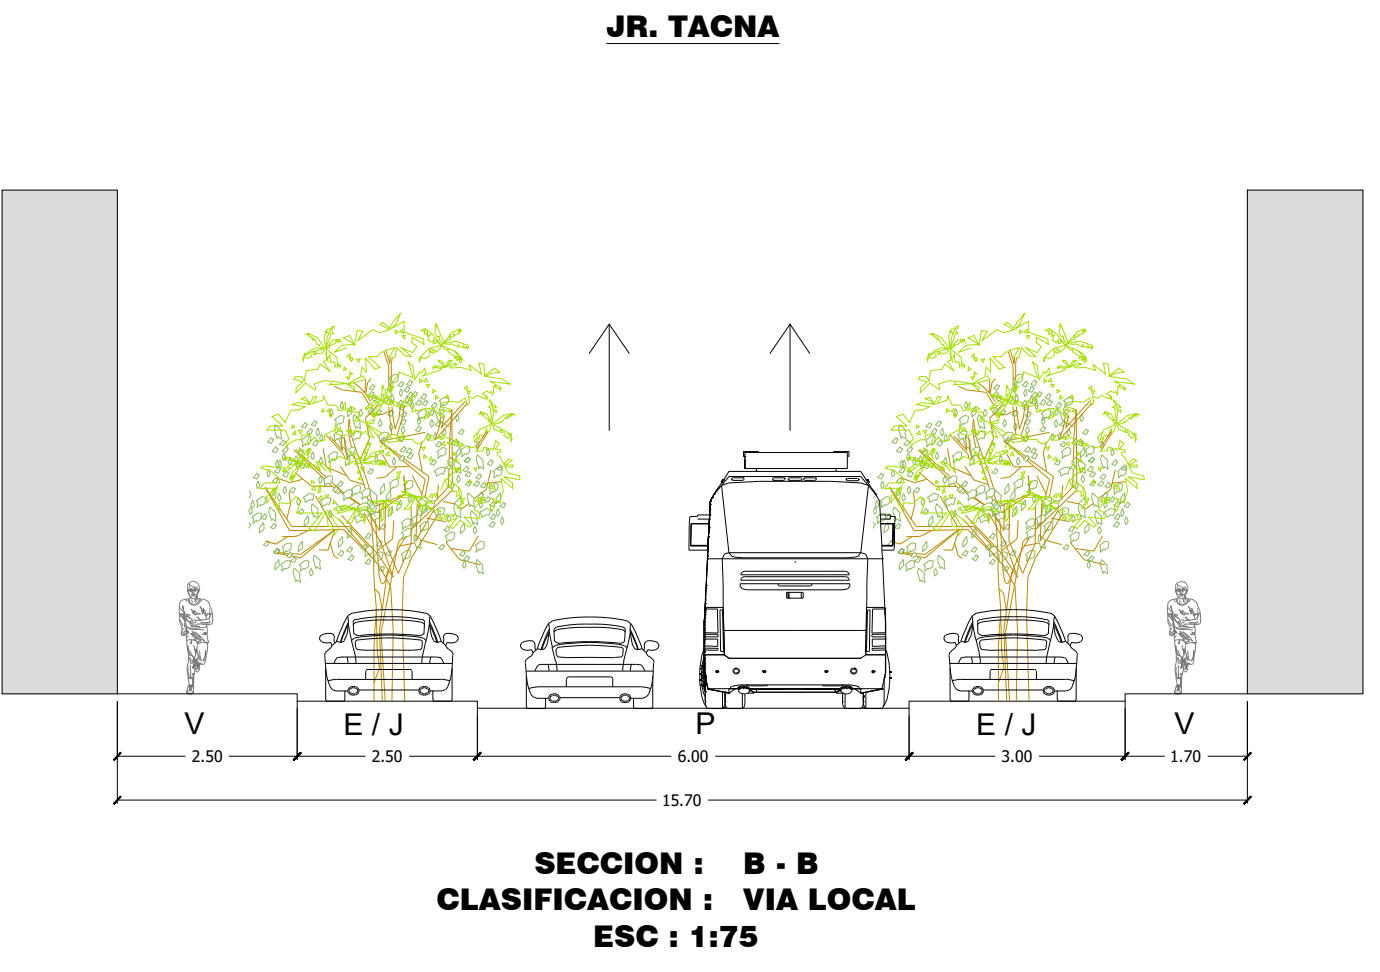 JR. TACNA
V E / J P E / J V
2.50 2.50 6.00 3.00 1.70
15.70
SECCION : B - B
CLASIFICACION : VIA LOCAL
ESC : 1:75